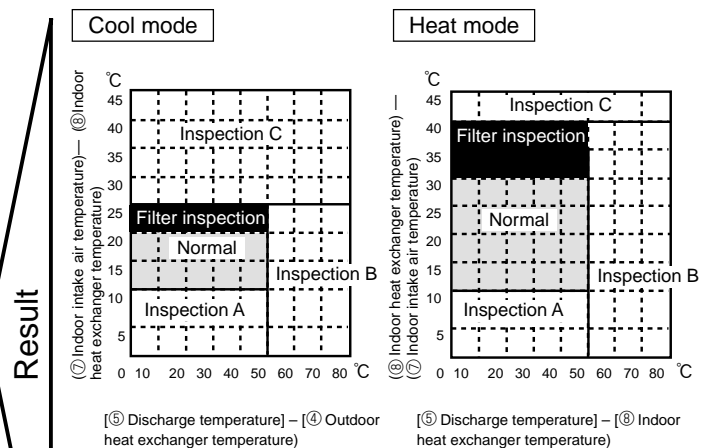 Result
Cool mode
(⑦ Indoor intake air temperature)— (⑧Indoor
heat exchanger temperature)
℃
45
40
35
30
25
20
15
10
5
0 10 20 30 40 50 60 70 80 ℃
Inspection C
Filter inspection
Normal
Inspection B
Inspection A
[⑤ Discharge temperature] – [④ Outdoor
heat exchanger temperature)
Heat mode
(⑧ Indoor heat exchanger temperature) —
(⑦ Indoor intake air temperature)
℃
45
40
35
30
25
20
15
10
5
0 10 20 30 40 50 60 70 80 ℃
Inspection C
Filter inspection
Normal
Inspection B
Inspection A
[⑤ Discharge temperature] – [⑧ Indoor
heat exchanger temperature)